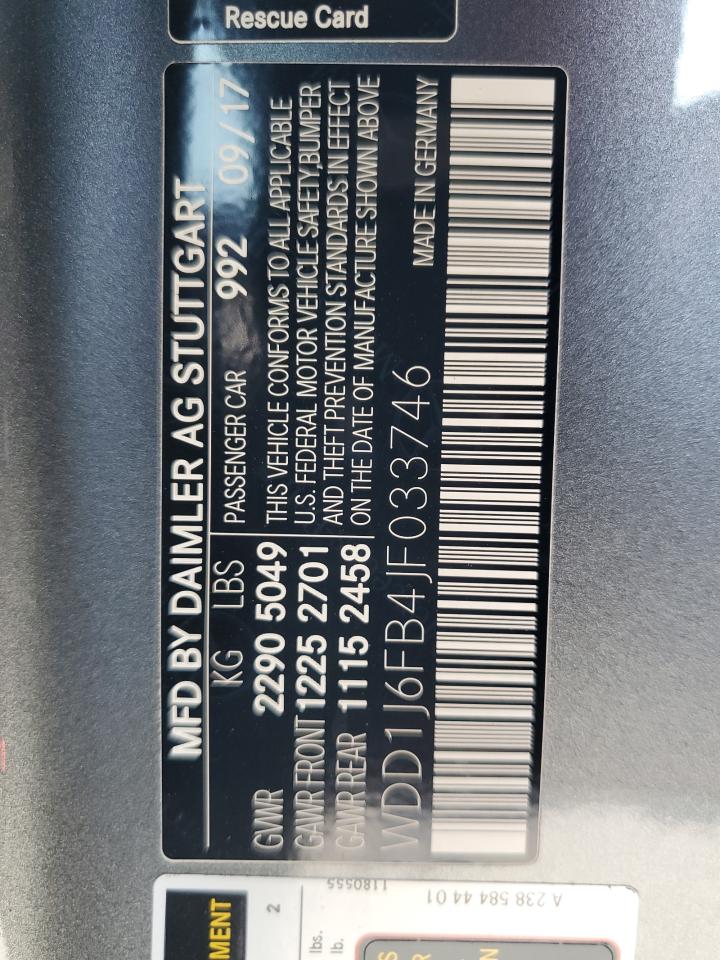 Rescue Card
MFD BY DAIMLER AG STUTTGART
KG LBS
PASSENGER CAR 992 09/17
GVWR 2290 5049
GAWR FRONT 1225 2701
GAWR REAR 1115 2458
THIS VEHICLE CONFORMS TO ALL APPLICABLE
U.S. FEDERAL MOTOR VEHICLE SAFETY, BUMPER
AND THEFT PREVENTION STANDARDS IN EFFECT
ON THE DATE OF MANUFACTURE SHOWN ABOVE
WDD1J6FB4JF033746
MADE IN GERMANY
2
lbs.
lb.
1180555
A 238 584 44 01